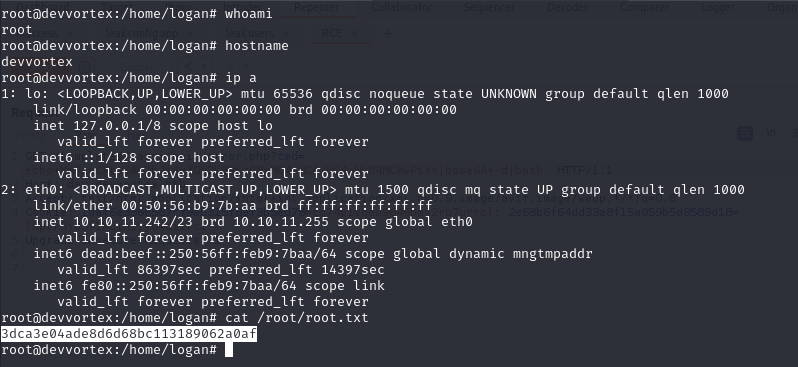 root@devvortex:/home/logan# whoami
root
root@devvortex:/home/logan# hostname
devvortex
root@devvortex:/home/logan# ip a
1: lo: <LOOPBACK,UP,LOWER_UP> mtu 65536 qdisc noqueue state UNKNOWN group default qlen 1000
    link/loopback 00:00:00:00:00:00 brd 00:00:00:00:00:00
    inet 127.0.0.1/8 scope host lo
       valid_lft forever preferred_lft forever
    inet6 ::1/128 scope host
       valid_lft forever preferred_lft forever
2: eth0: <BROADCAST,MULTICAST,UP,LOWER_UP> mtu 1500 qdisc mq state UP group default qlen 1000
    link/ether 00:50:56:b9:7b:aa brd ff:ff:ff:ff:ff:ff
    inet 10.10.11.242/23 brd 10.10.11.255 scope global eth0
       valid_lft forever preferred_lft forever
    inet6 dead:beef::250:56ff:feb9:7baa/64 scope global dynamic mngtmpaddr
       valid_lft 86397sec preferred_lft 14397sec
    inet6 fe80::250:56ff:feb9:7baa/64 scope link
       valid_lft forever preferred_lft forever
root@devvortex:/home/logan# cat /root/root.txt
3dca3e04ade8d6d68bc113189062a0af
root@devvortex:/home/logan#